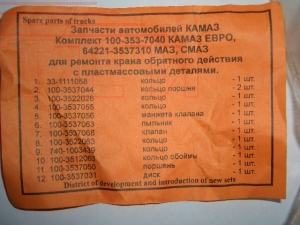 Spare parts of trucks
Запчасти автомобилей КАМАЗ
Комплект 100-353-7040 КАМАЗ ЕВРО,
64221-3537310 МАЗ, СМАЗ
для ремонта крана обратного действия
с пластмассовыми деталями.
1. 33-1111068 кольцо - 1 шт.
2. 100-3537044 кольцо поршня - 2 шт.
3. 100-3522026 кольцо - 1 шт.
4. 100-3537055 кольцо - 1 шт.
5. 100-3537056 манжета клапана - 1 шт.
6. 100-3537063 пыльник - 1 шт.
7. 100-3537068 клапан - 1 шт.
8. 100-3522063 кольцо - 1 шт.
9. 740-1003439 кольцо - 1 шт.
10. 100-3512063 кольцо обоймы - 1 шт.
11. 100-3537050 поршень - 1 шт.
12. 100-3537031 диск - 1 шт.
District of development and introduction of new sets